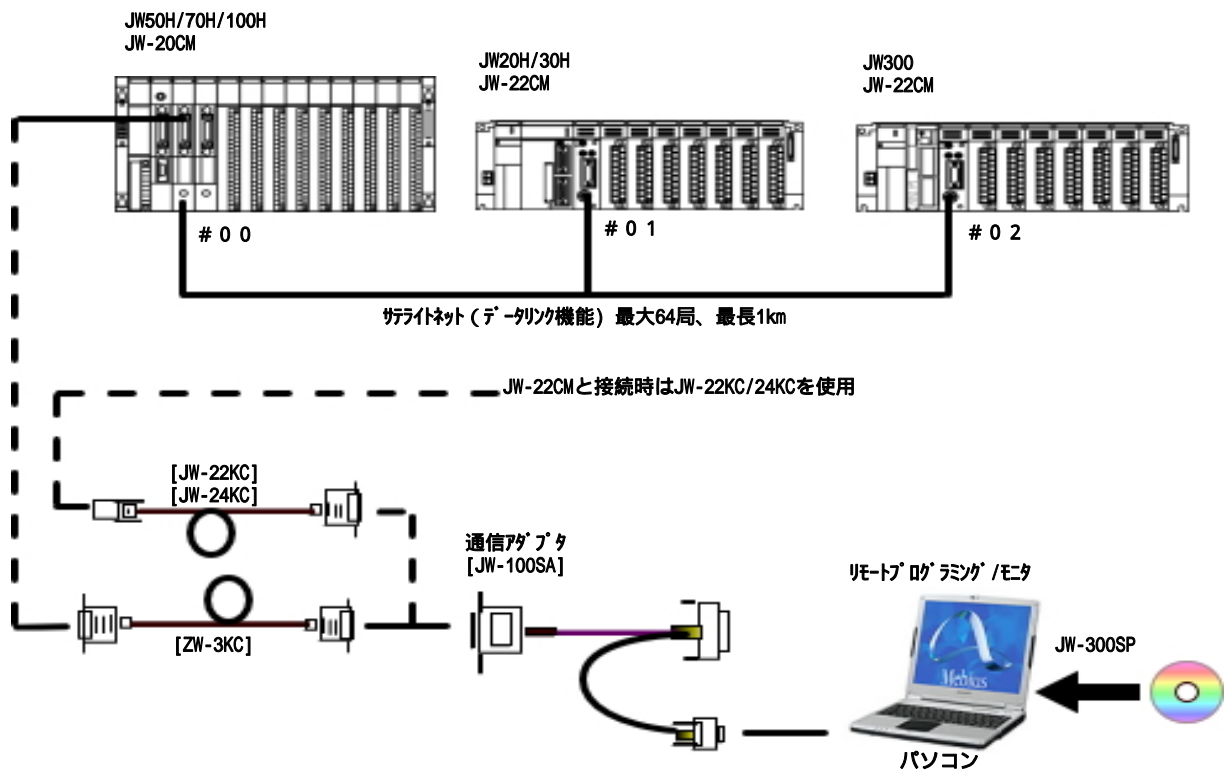 JW50H/70H/100H
JW-20CM
JW20H/30H
JW-22CM
JW300
JW-22CM
#００
#０１
#０２
ｻﾃﾗｲﾄﾈｯﾄ（ﾃﾞｰﾀﾘﾝｸ機能）最大64局、最長1km
JW-22CMと接続時はJW-22KC/24KCを使用
[JW-22KC]
[JW-24KC]
通信ｱﾀﾞﾌﾟﾀ
[JW-100SA]
[ZW-3KC]
ﾘﾓｰﾄﾌﾟﾛｸﾞﾗﾐﾝｸﾞ/ﾓﾆﾀ
JW-300SP
Mebius
パソコン